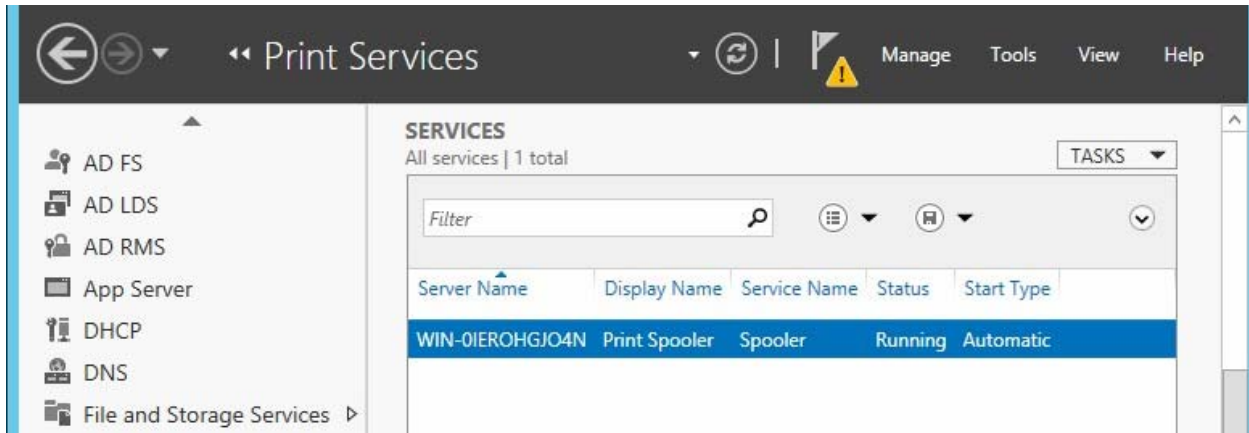 Print Services
Manage Tools View Help
AD FS
AD LDS
AD RMS
App Server
DHCP
DNS
File and Storage Services
SERVICES
All services | 1 total
TASKS
Filter
Server Name Display Name Service Name Status Start Type
WIN-0IEROHGJO4N Print Spooler Spooler Running Automatic